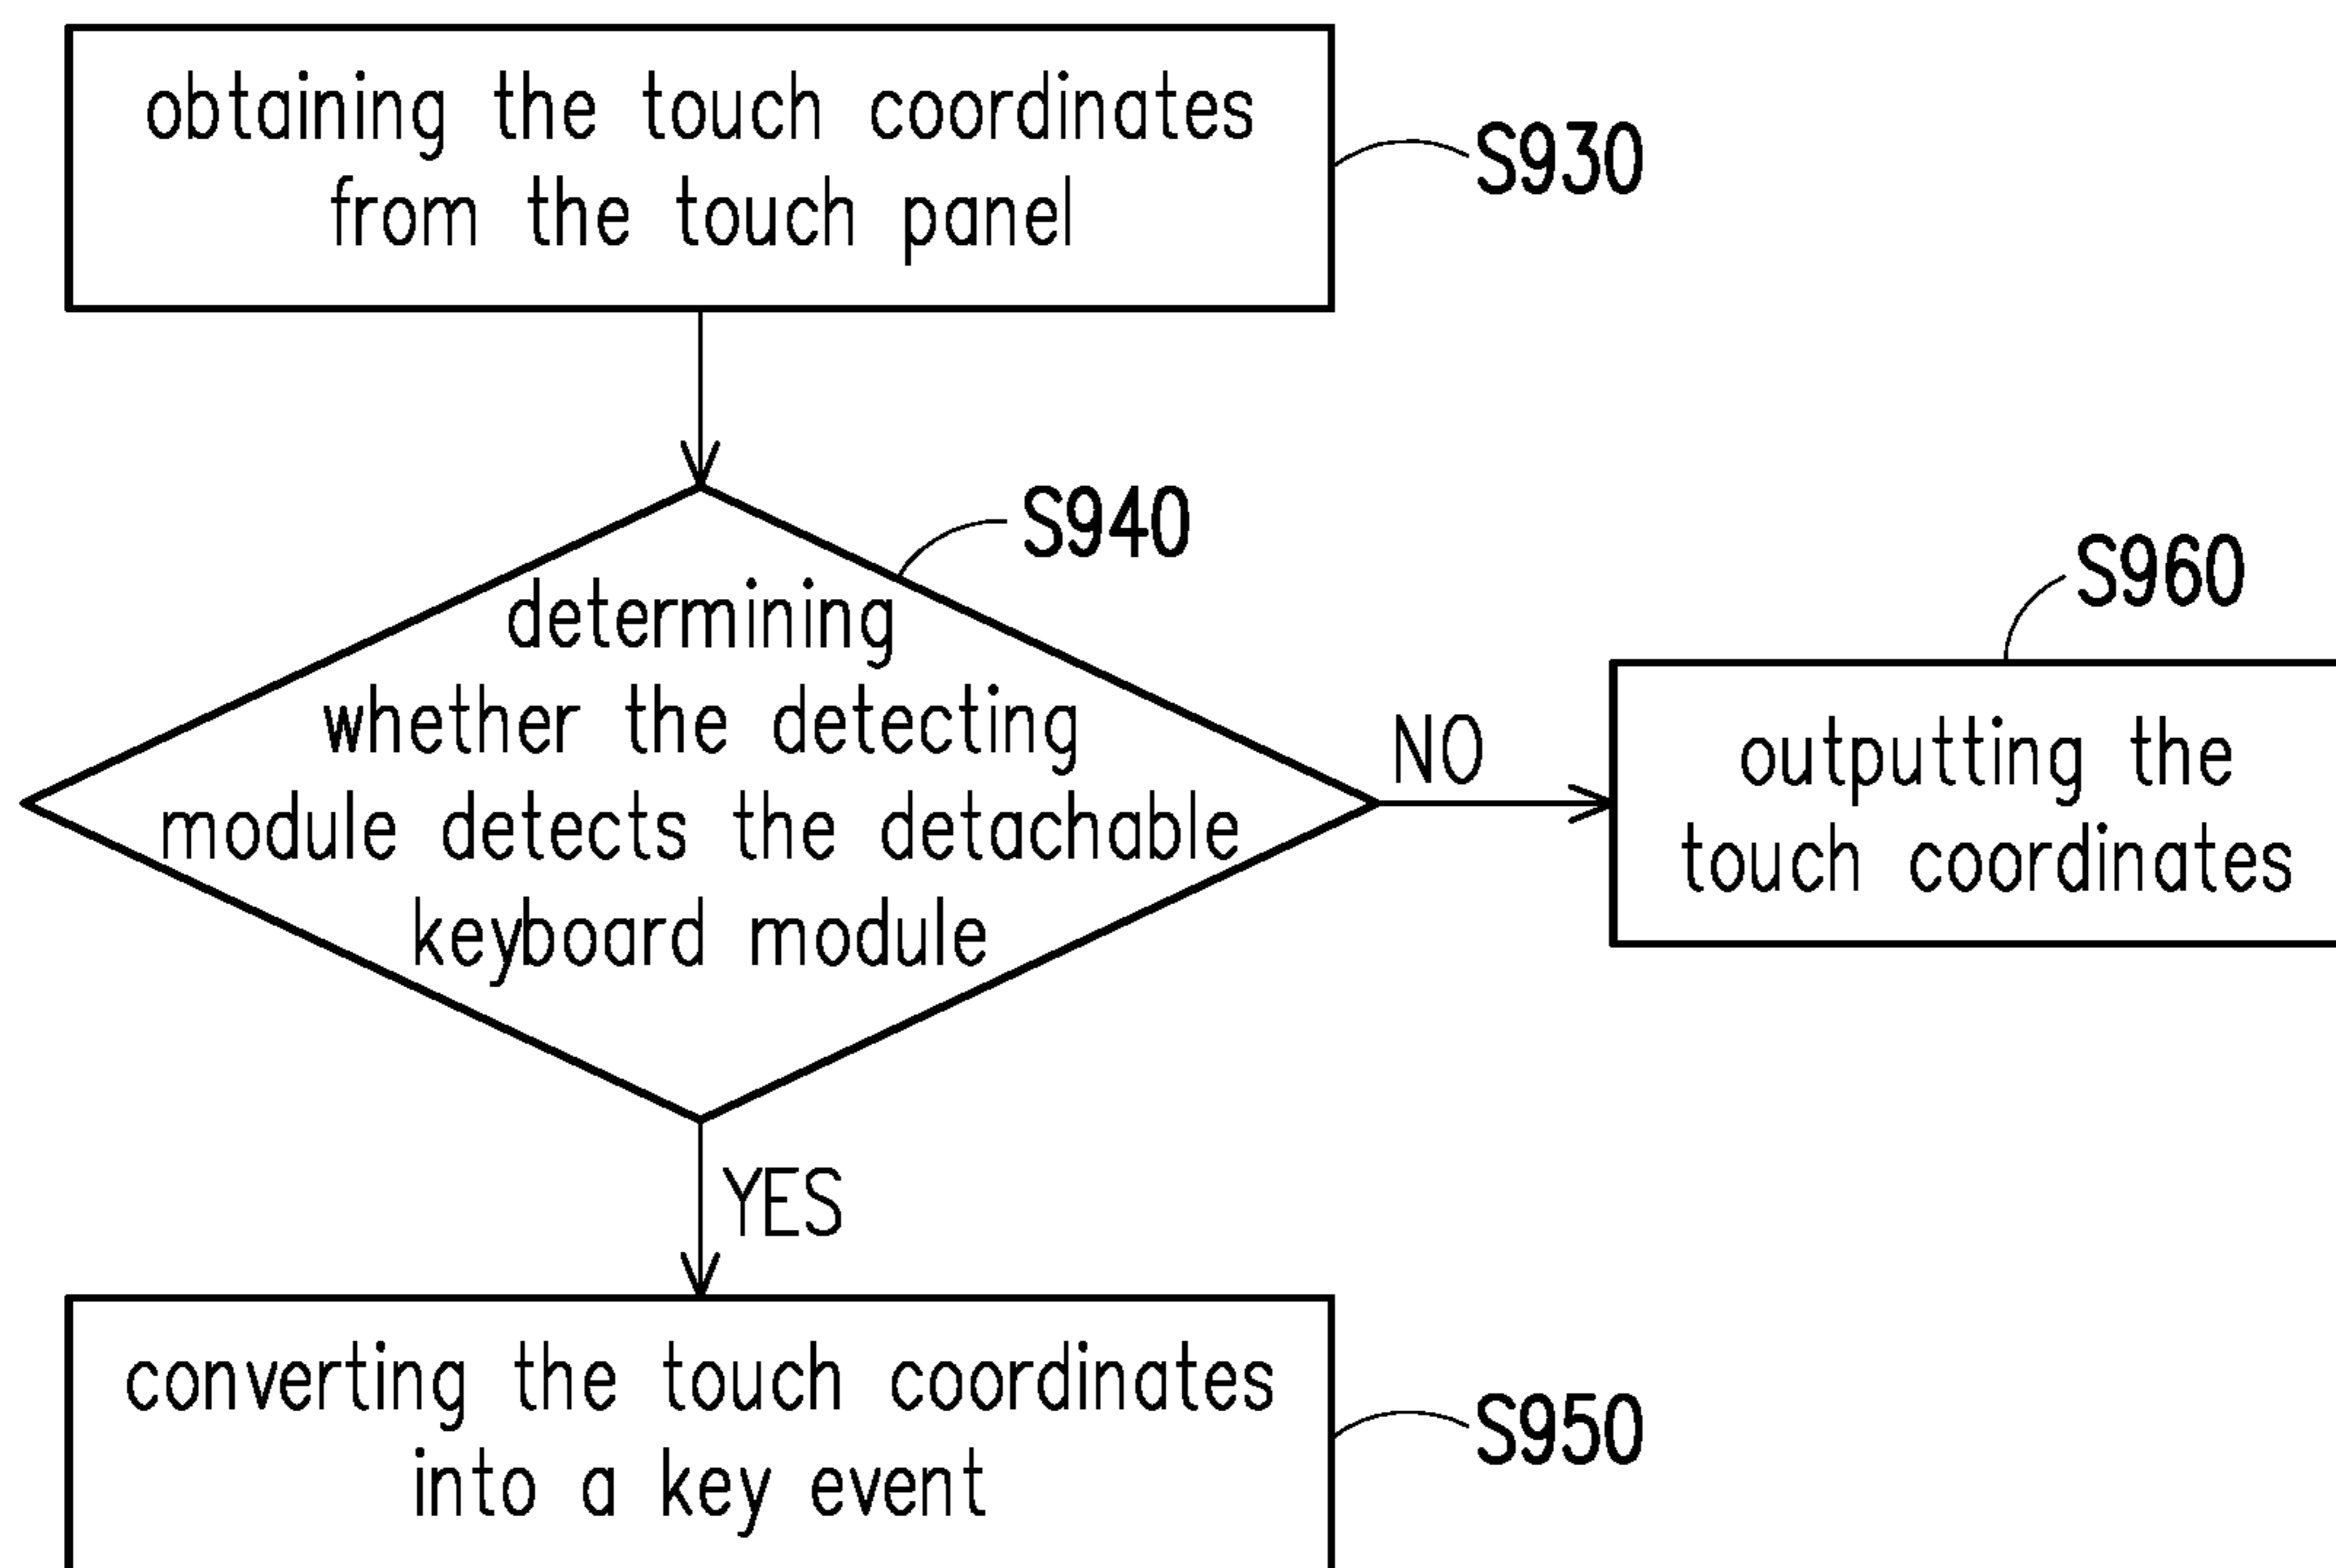 obtaining the touch coordinates
from the touch panel
S930
S940
determining
whether the detecting
module detects the detachable
keyboard module
NO
S960
outputting the
touch coordinates
YES
converting the touch coordinates
into a key event
S950